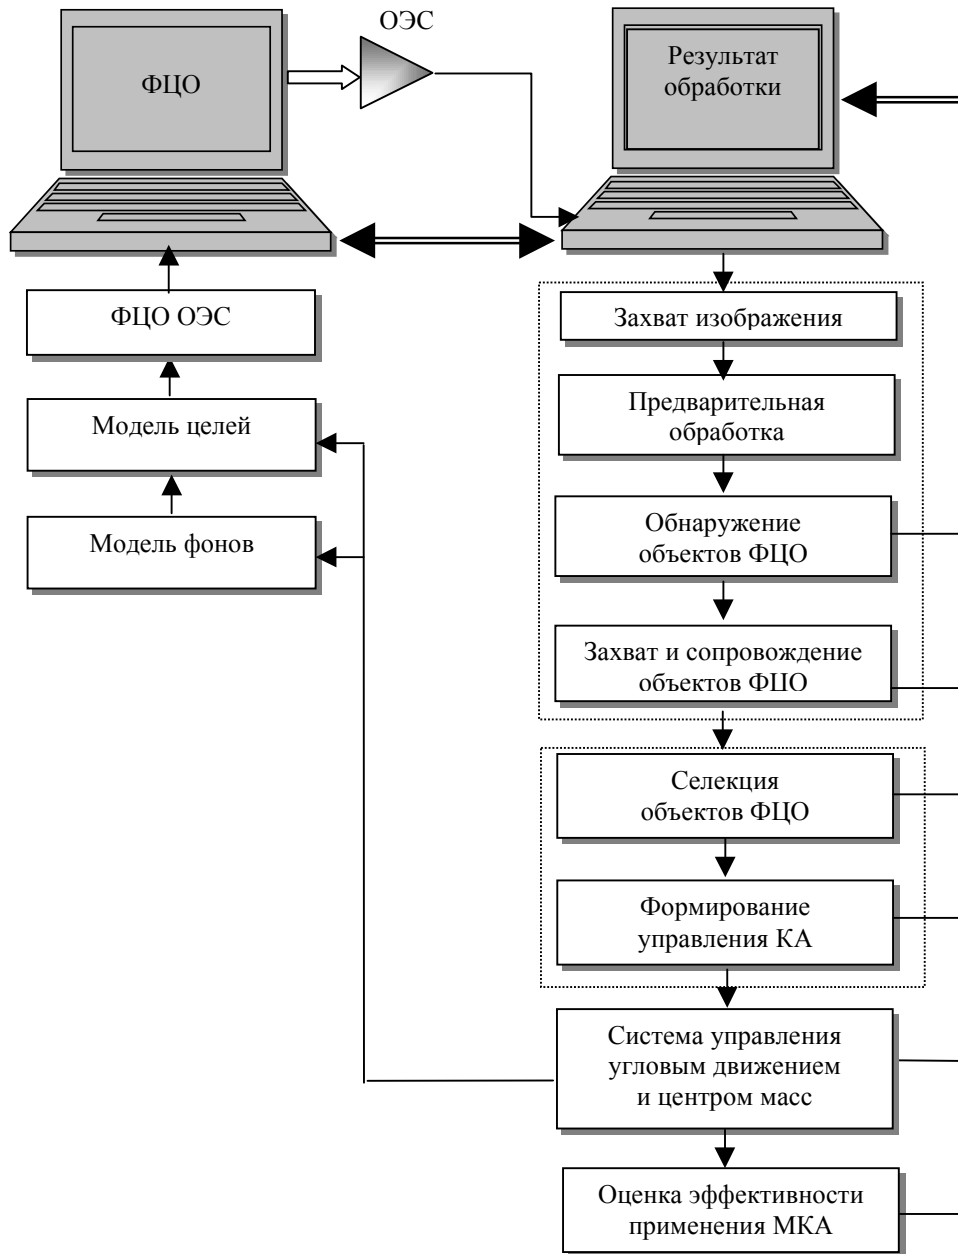 ОЭС
ФЦО
Результат
обработки
ФЦО ОЭС
Модель целей
Модель фонов
Захват изображения
Предварительная
обработка
Обнаружение
объектов ФЦО
Захват и сопровождение
объектов ФЦО
Селекция
объектов ФЦО
Формирование
управления КА
Система управления
угловым движением
и центром масс
Оценка эффективности
применения МКА